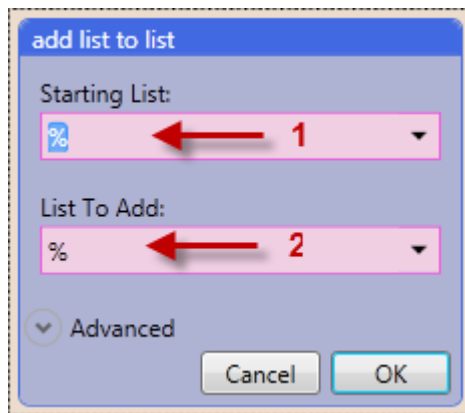 add list to list
Starting List:
% 1
List To Add:
% 2
Advanced
Cancel OK